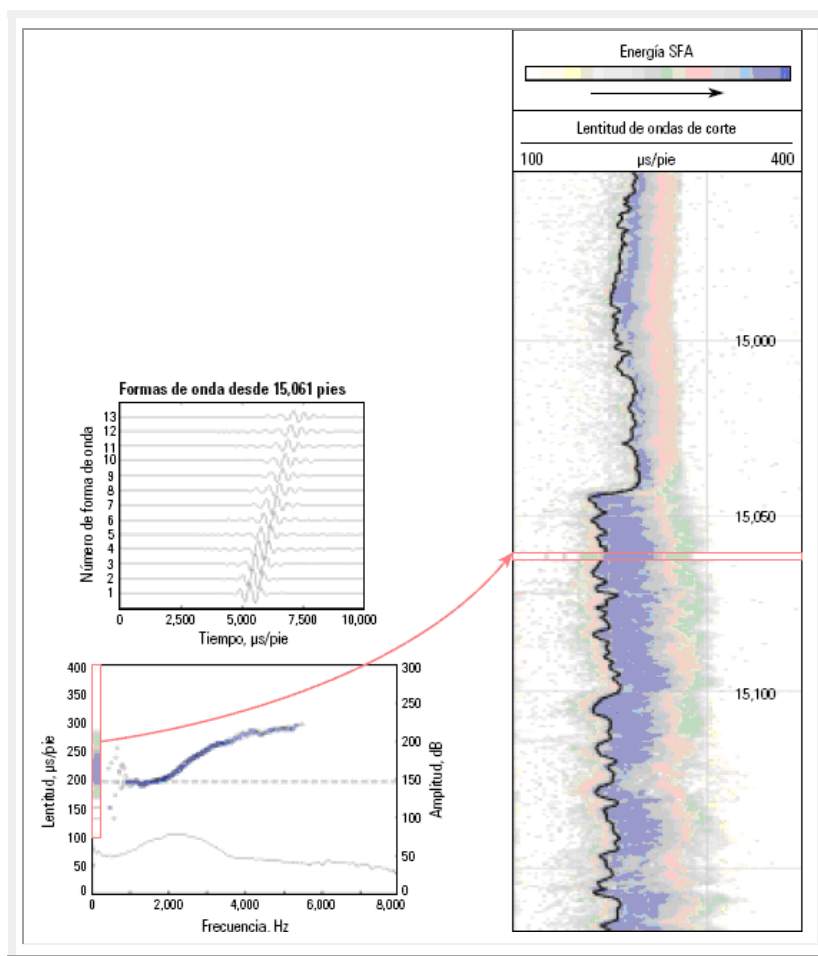 Energía SFA
Lentitud de ondas de corte
100 µs/pie 400
15,000
15,050
15,100
Formas de onda desde 15,061 pies
Número de forma de onda
13
12
11
10
9
8
7
6
5
4
3
2
1
0 2,500 5,000 7,500 10,000
Tiempo, µs/pie
Lentitud, µs/pie
400
350
300
250
200
150
100
50
0
300
250
200
150
100
50
0
Amplitud, dB
0 2,000 4,000 6,000 8,000
Frecuencia. Hz